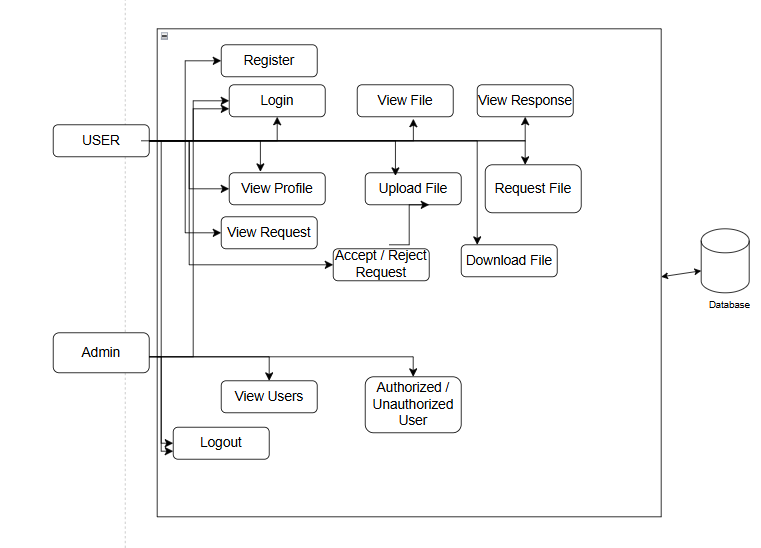 Register
Login
View File
View Response
USER
View Profile
Upload File
Request File
View Request
Accept / Reject
Request
Download File
Database
Admin
View Users
Authorized /
Unauthorized
User
Logout